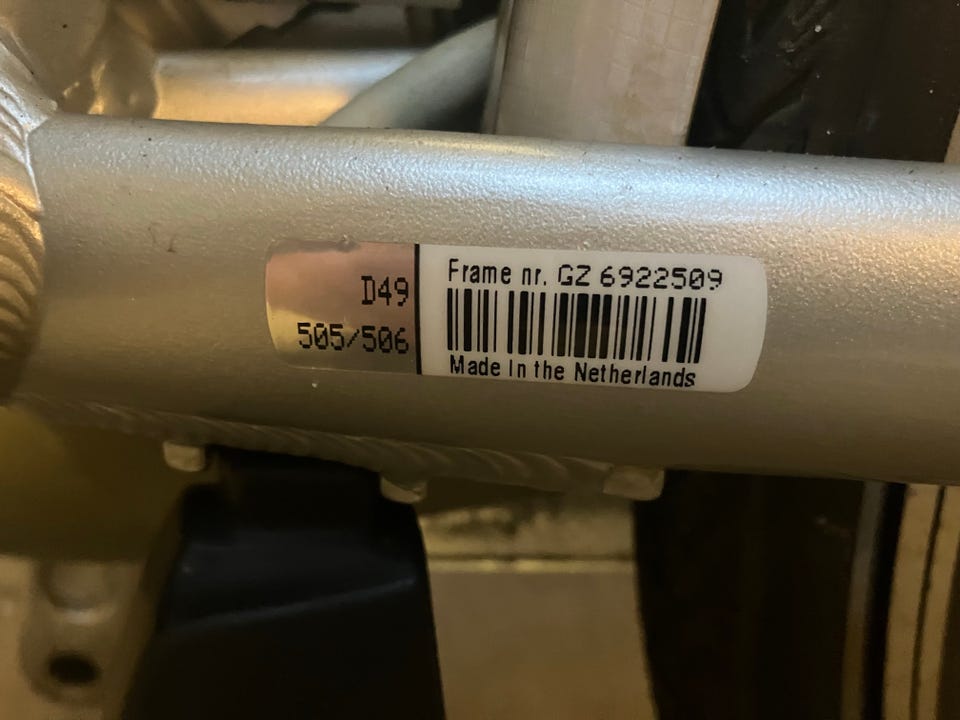 D49
505/506
Frame nr. GZ 6922509
Made in the Netherlands